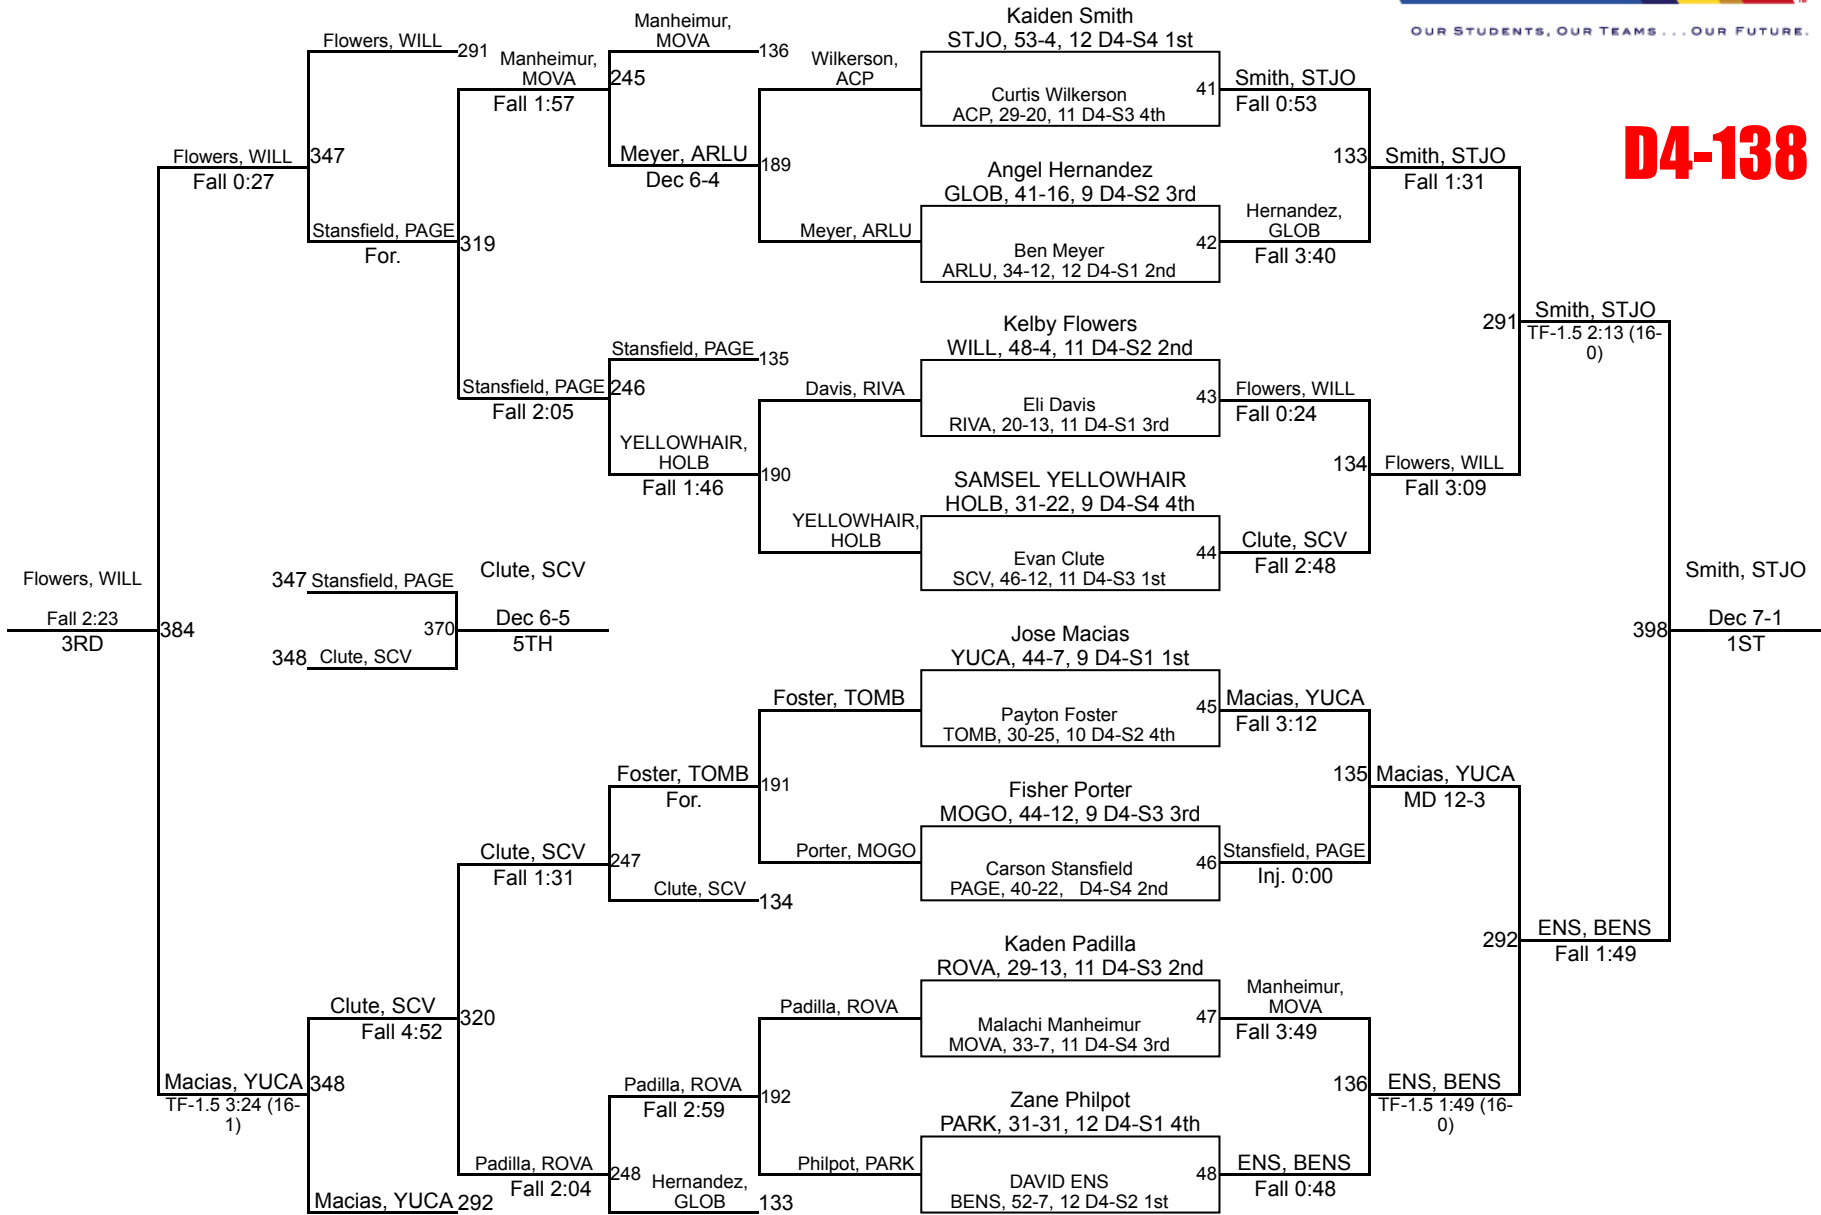 OUR STUDENTS, OUR TEAMS . . . OUR FUTURE.
D4-138
Flowers, WILL
291
Manheimur,
MOVA
Fall 1:57
Manheimur,
MOVA
136
245
Meyer, ARLU
Dec 6-4
189
Wilkerson,
ACP
Meyer, ARLU
Kaiden Smith
STJO, 53-4, 12 D4-S4 1st
Curtis Wilkerson
ACP, 29-20, 11 D4-S3 4th
41
Smith, STJO
Fall 0:53
Angel Hernandez
GLOB, 41-16, 9 D4-S2 3rd
Ben Meyer
ARLU, 34-12, 12 D4-S1 2nd
42
Hernandez,
GLOB
Fall 3:40
133
Smith, STJO
Fall 1:31
Flowers, WILL
Fall 0:27
347
Stansfield, PAGE
For.
319
Stansfield, PAGE
Fall 2:05
Stansfield, PAGE
135
246
YELLOWHAIR,
HOLB
Fall 1:46
190
Davis, RIVA
YELLOWHAIR,
HOLB
Kelby Flowers
WILL, 48-4, 11 D4-S2 2nd
Eli Davis
RIVA, 20-13, 11 D4-S1 3rd
43
Flowers, WILL
Fall 0:24
SAMSEL YELLOWHAIR
HOLB, 31-22, 9 D4-S4 4th
Evan Clute
SCV, 46-12, 11 D4-S3 1st
44
Clute, SCV
Fall 2:48
134
Flowers, WILL
Fall 3:09
291
Smith, STJO
TF-1.5 2:13 (16-
0)
Flowers, WILL
Fall 2:23
3RD
384
347
Stansfield, PAGE
348
Clute, SCV
370
Clute, SCV
Dec 6-5
5TH
398
Smith, STJO
Dec 7-1
1ST
Jose Macias
YUCA, 44-7, 9 D4-S1 1st
Payton Foster
TOMB, 30-25, 10 D4-S2 4th
45
Macias, YUCA
Fall 3:12
Fisher Porter
MOGO, 44-12, 9 D4-S3 3rd
Carson Stansfield
PAGE, 40-22, D4-S4 2nd
46
Stansfield, PAGE
Inj. 0:00
135
Macias, YUCA
MD 12-3
Foster, TOMB
Porter, MOGO
191
Foster, TOMB
For.
247
Clute, SCV
134
Clute, SCV
Fall 1:31
292
ENS, BENS
Fall 1:49
Kaden Padilla
ROVA, 29-13, 11 D4-S3 2nd
Malachi Manheimur
MOVA, 33-7, 11 D4-S4 3rd
47
Manheimur,
MOVA
Fall 3:49
Zane Philpot
PARK, 31-31, 12 D4-S1 4th
DAVID ENS
BENS, 52-7, 12 D4-S2 1st
48
ENS, BENS
Fall 0:48
136
ENS, BENS
TF-1.5 1:49 (16-
0)
Padilla, ROVA
Philpot, PARK
192
Padilla, ROVA
Fall 2:59
248
Hernandez,
GLOB
133
Padilla, ROVA
Fall 2:04
320
Clute, SCV
Fall 4:52
348
Macias, YUCA
292
Macias, YUCA
TF-1.5 3:24 (16-
1)